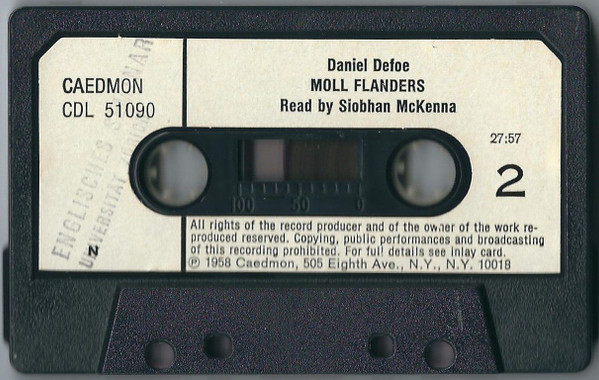 Daniel Defoe
MOLL FLANDERS
Read by Siobhan McKenna
CAEDMON
CDL 51090
ENGLISCHES
UNIVERSITÄT
27:57
2
100 50 0
All rights of the record producer and of the owner of the work re-
produced reserved. Copying, public performances and broadcasting
of this recording prohibited. For full details see inlay card.
℗ 1958 Caedmon, 505 Eighth Ave., N.Y., N.Y. 10018